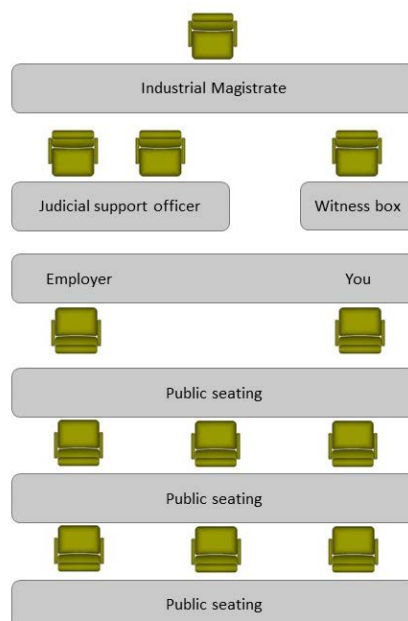 Industrial Magistrate
Judicial support officer
Witness box
Employer
You
Public seating
Public seating
Public seating